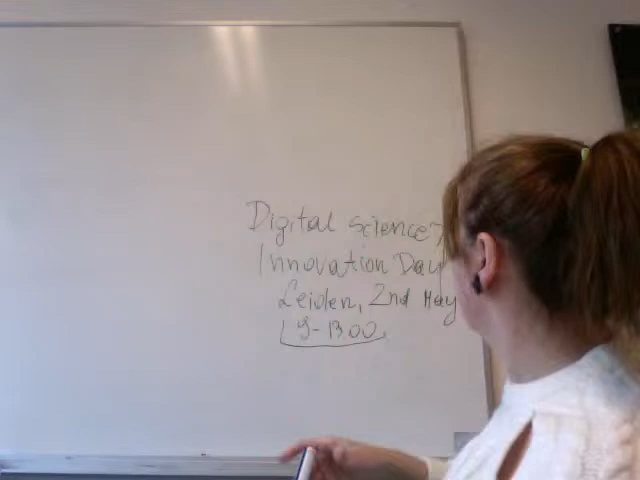 Digital science
Innovation Day
Leiden, 2nd May
9-13.00